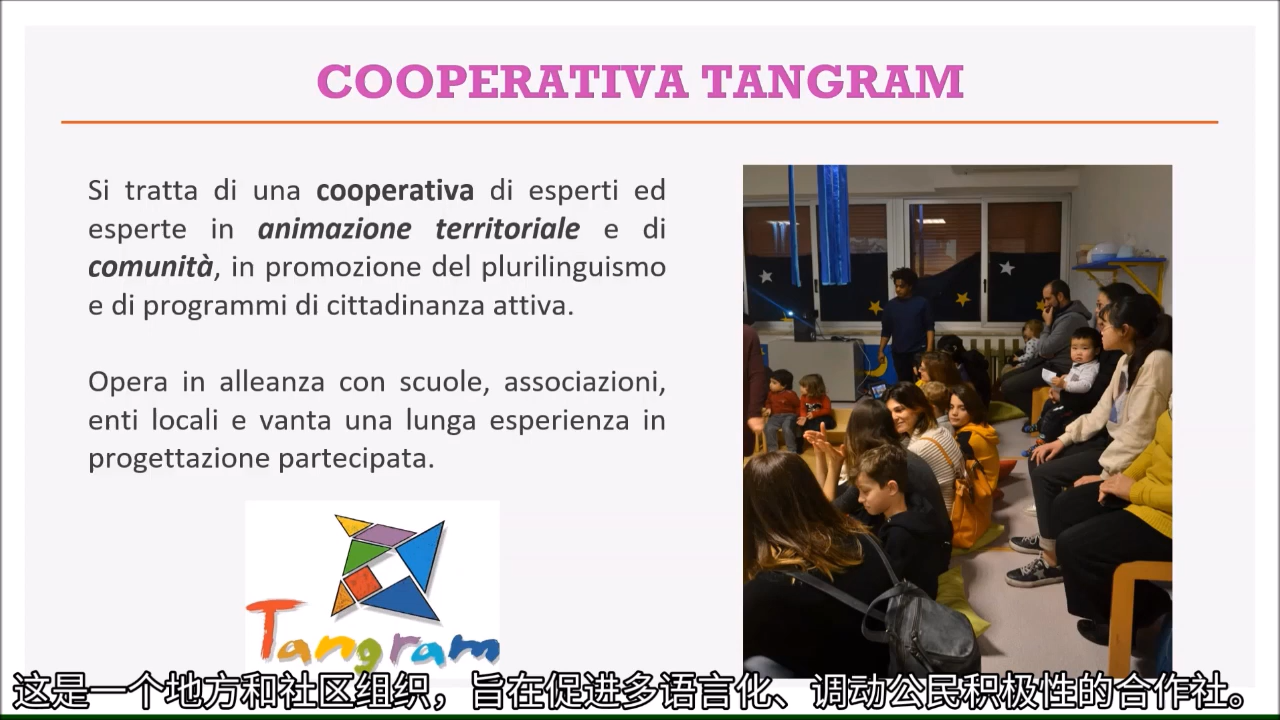 COOPERATIVA TANGRAM
Si tratta di una cooperativa di esperti ed
esperte in animazione territoriale e di
comunità, in promozione del plurilinguismo
e di programmi di cittadinanza attiva.
Opera in alleanza con scuole, associazioni,
enti locali e vanta una lunga esperienza in
progettazione partecipata.
Tangram
这是一个地方和社区组织，旨在促进多语言化、调动公民积极性的合作社。